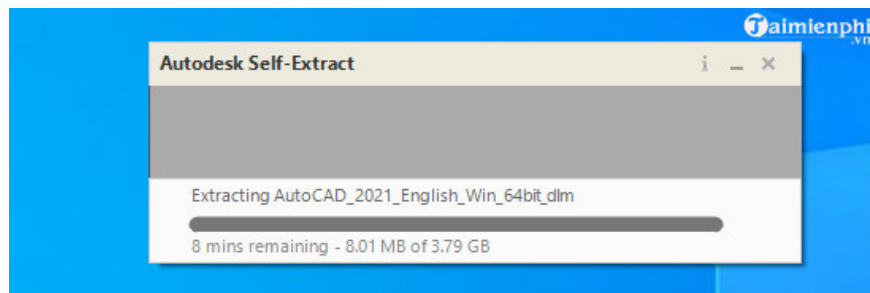 Taimienphi
.vn
Autodesk Self-Extract
Extracting AutoCAD_2021_English_Win_64bit_dlm
8 mins remaining - 8.01 MB of 3.79 GB